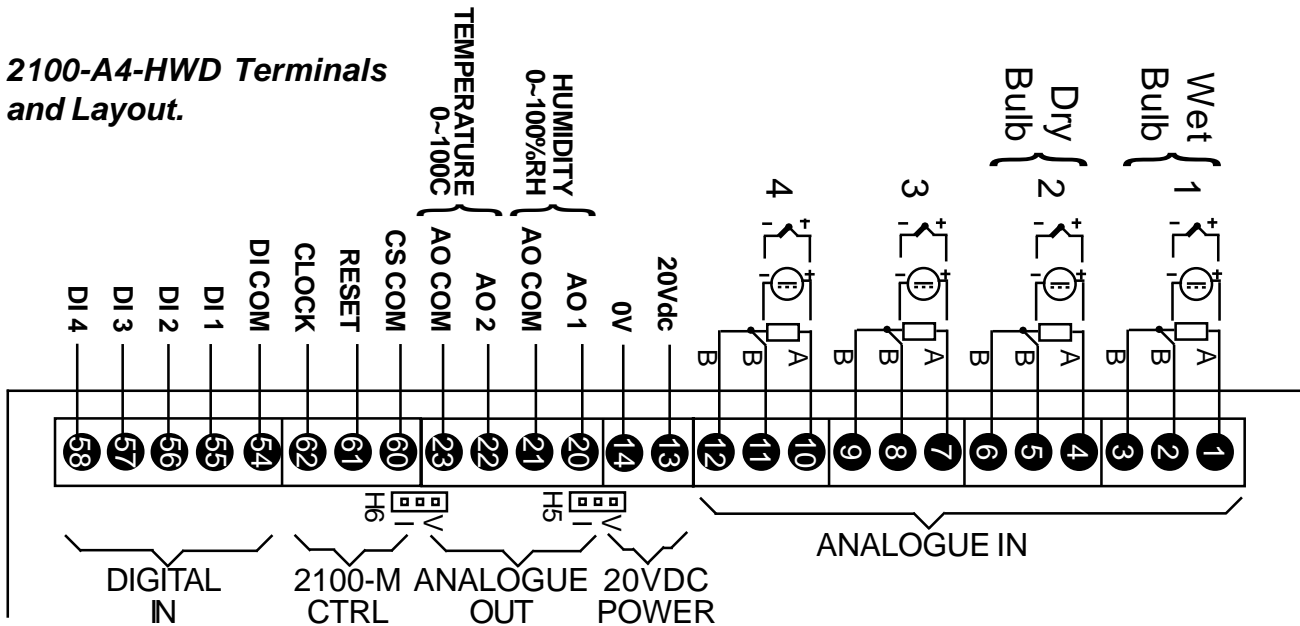 2100-A4-HWD Terminals
and Layout.
TEMPERATURE
0~100C
HUMIDITY
0~100%RH
Dry
Bulb
Wet
Bulb
4
3
2
1
DI 4
DI 3
DI 2
DI 1
DI COM
CLOCK
RESET
CS COM
AO COM
AO 2
AO COM
AO 1
0V
20Vdc
- +
- +
- +
- +
- +
- +
- +
- +
B B A
B B A
B B A
B B A
58 57 56 55 54 62 61 60 23 22 21 20 14 13 12 11 10 9 8 7 6 5 4 3 2 1
H6
I V
H5
I V
DIGITAL
IN
2100-M
CTRL
ANALOGUE
OUT
20VDC
POWER
ANALOGUE IN